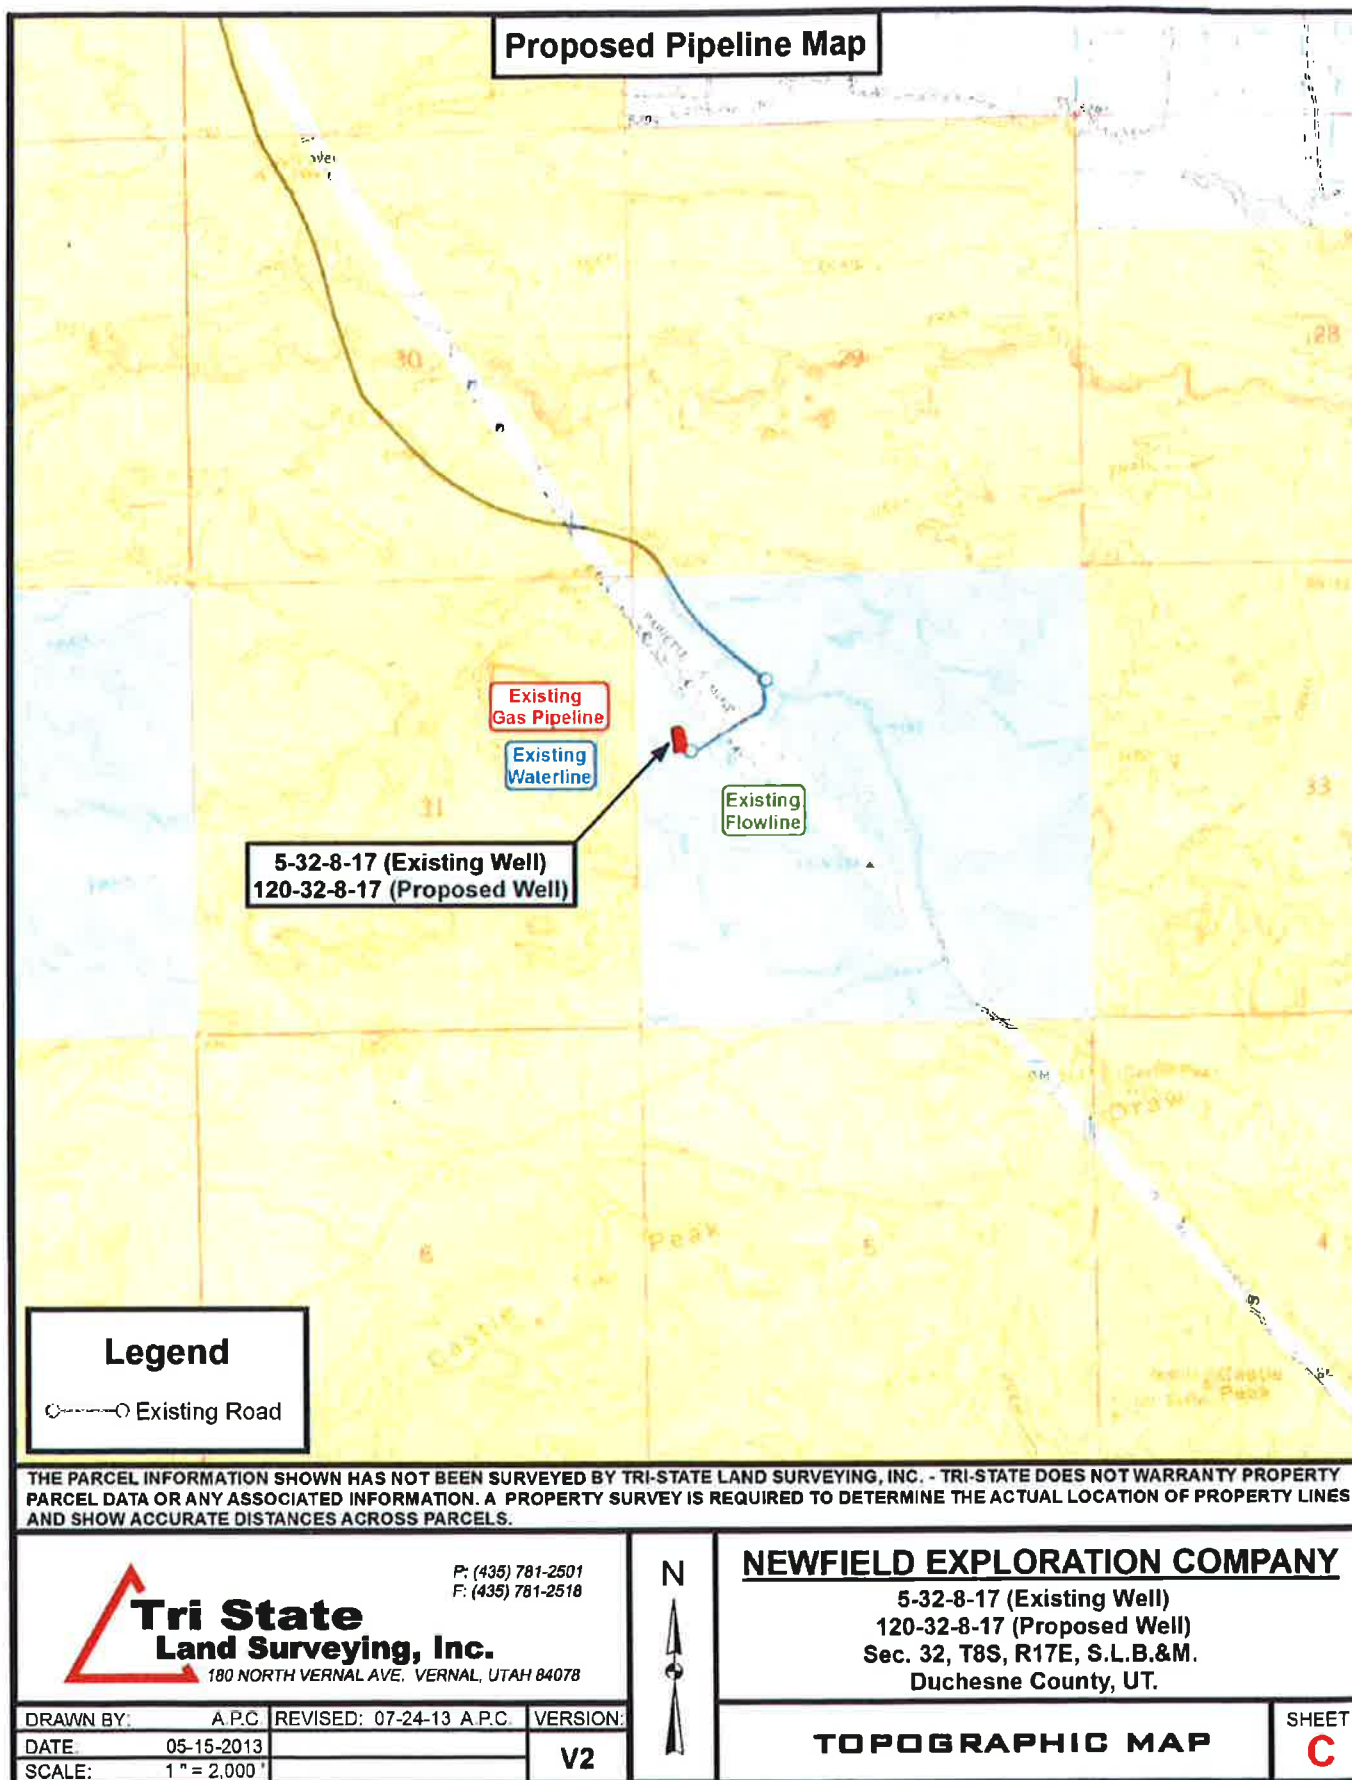 Proposed Pipeline Map
30
29
28
Existing
Gas Pipeline
Existing
Waterline
31
33
Existing
Flowline
5-32-8-17 (Existing Well)
120-32-8-17 (Proposed Well)
Draw
6
Peak
5
4
Castle
Castle
Peak
Legend
Existing Road
THE PARCEL INFORMATION SHOWN HAS NOT BEEN SURVEYED BY TRI-STATE LAND SURVEYING, INC. - TRI-STATE DOES NOT WARRANTY PROPERTY
PARCEL DATA OR ANY ASSOCIATED INFORMATION. A PROPERTY SURVEY IS REQUIRED TO DETERMINE THE ACTUAL LOCATION OF PROPERTY LINES
AND SHOW ACCURATE DISTANCES ACROSS PARCELS.
P: (435) 781-2501
F: (435) 781-2518
Tri State
Land Surveying, Inc.
180 NORTH VERNAL AVE. VERNAL, UTAH 84078
N
NEWFIELD EXPLORATION COMPANY
5-32-8-17 (Existing Well)
120-32-8-17 (Proposed Well)
Sec. 32, T8S, R17E, S.L.B.&M.
Duchesne County, UT.
DRAWN BY: A.P.C. REVISED: 07-24-13 A.P.C. VERSION:
DATE: 05-15-2013
SCALE: 1" = 2,000'
V2
TOPOGRAPHIC MAP
SHEET
C